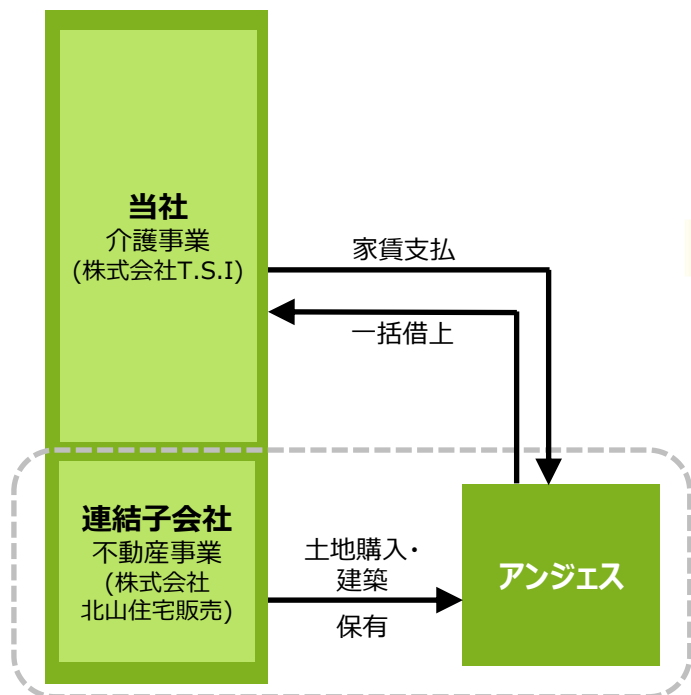 当社
介護事業
(株式会社T.S.I)
家賃支払
一括借上
連結子会社
不動産事業
(株式会社
北山住宅販売)
土地購入・
建築
保有
アンジェス